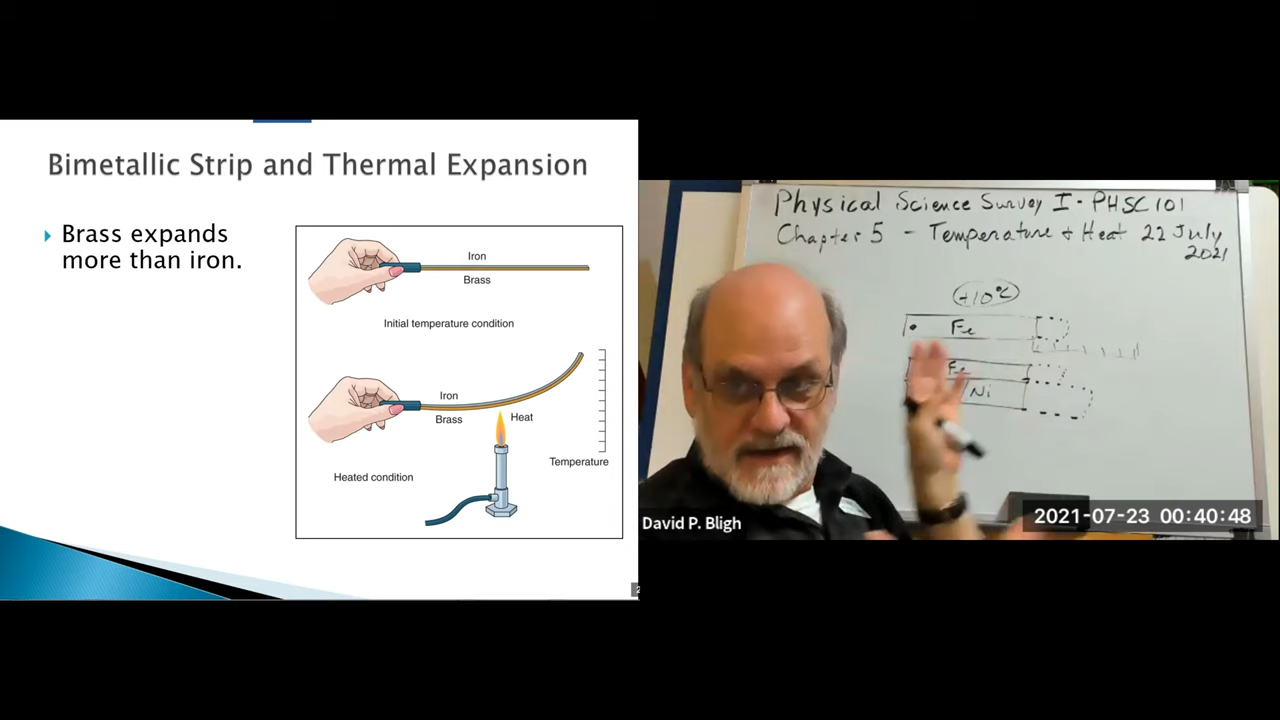 Bimetallic Strip and Thermal Expansion
Brass expands
more than iron.
Iron
Brass
Initial temperature condition
Iron
Brass
Heat
Temperature
Heated condition
Physical Science Survey I - PHSC 101
Chapter 5 - Temperature & Heat 22 July
2021
+10°C
Fe
Fe
Ni
David P. Bligh
2021-07-23 00:40:48